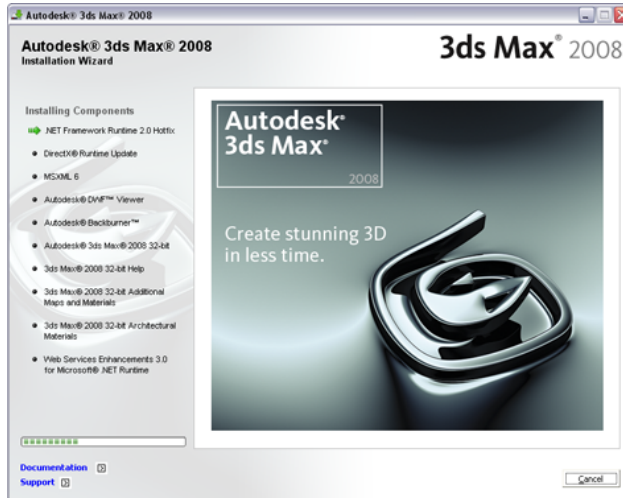 Autodesk® 3ds Max® 2008
Autodesk® 3ds Max® 2008
Installation Wizard
3ds Max® 2008
Installing Components
.NET Framework Runtime 2.0 Hotfix
DirectX® Runtime Update
MSXML 6
Autodesk® DWF™ Viewer
Autodesk® Backburner™
Autodesk® 3ds Max® 2008 32-bit
3ds Max® 2008 32-bit Help
3ds Max® 2008 32-bit Additional
Maps and Materials
3ds Max® 2008 32-bit Architectural
Materials
Web Services Enhancements 3.0
for Microsoft® .NET Runtime
Autodesk®
3ds Max®
2008
Create stunning 3D
in less time.
Documentation
Support
Cancel